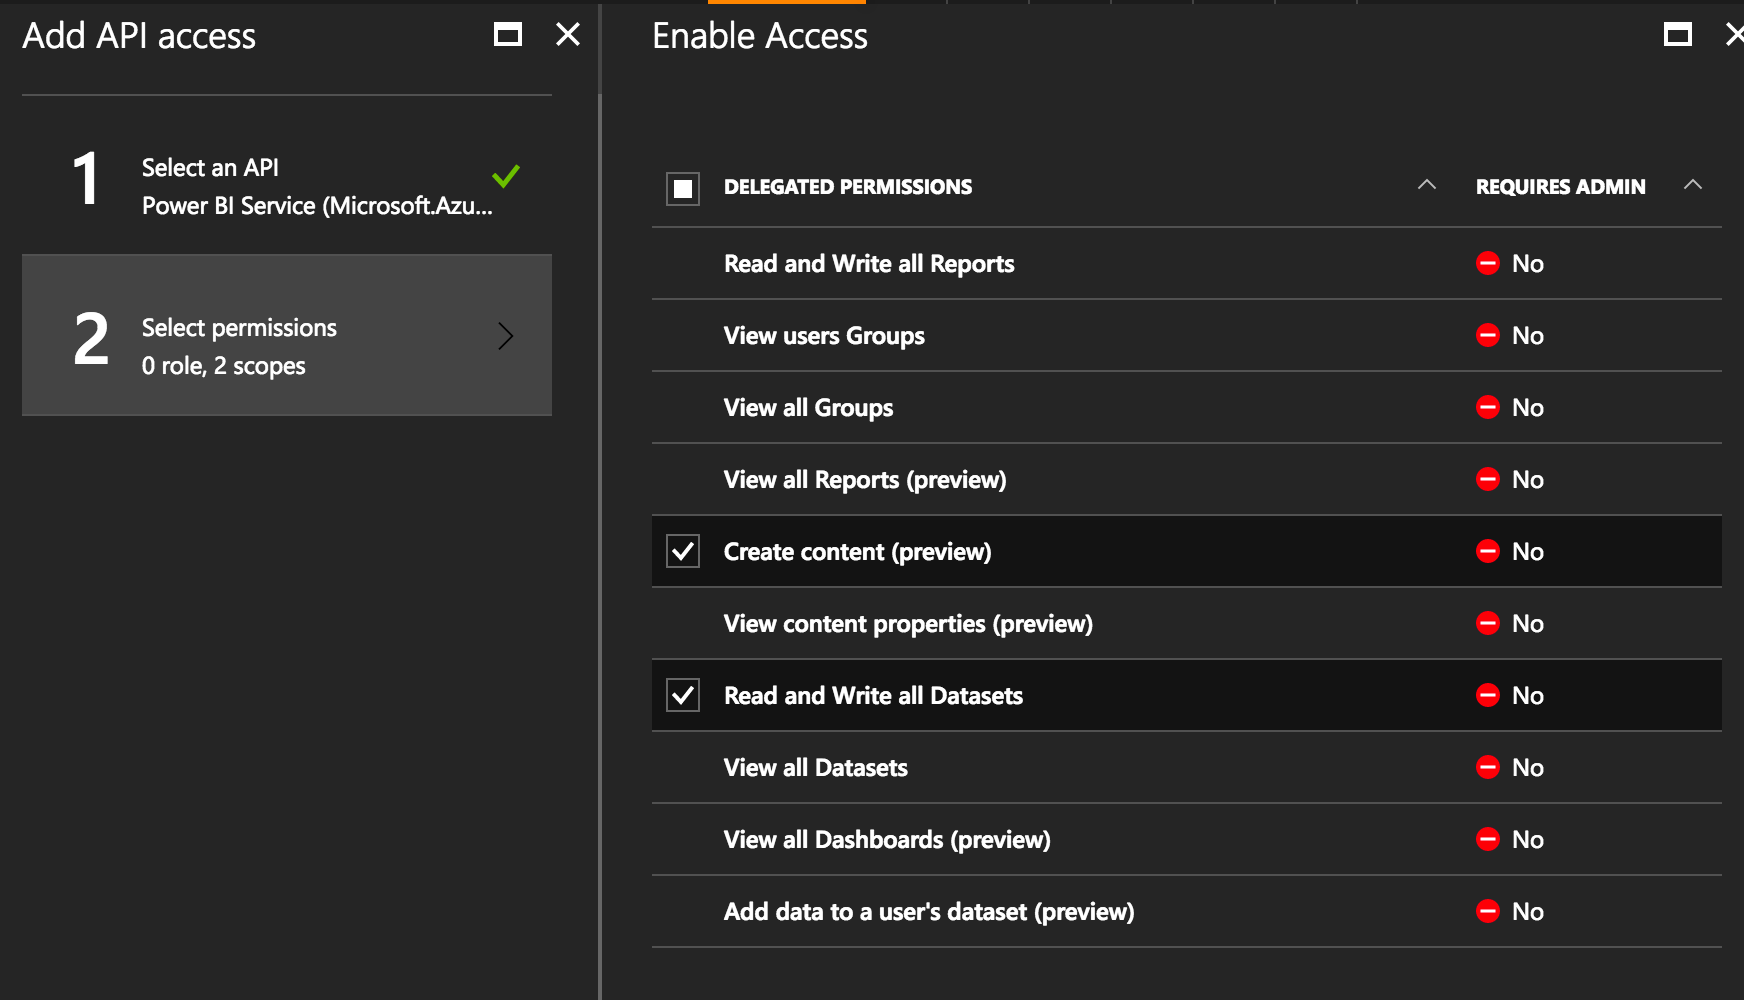 Add API access
Enable Access
1
Select an API
Power BI Service (Microsoft.Azu...
2
Select permissions
0 role, 2 scopes
DELEGATED PERMISSIONS REQUIRES ADMIN
Read and Write all Reports No
View users Groups No
View all Groups No
View all Reports (preview) No
Create content (preview) No
View content properties (preview) No
Read and Write all Datasets No
View all Datasets No
View all Dashboards (preview) No
Add data to a user's dataset (preview) No